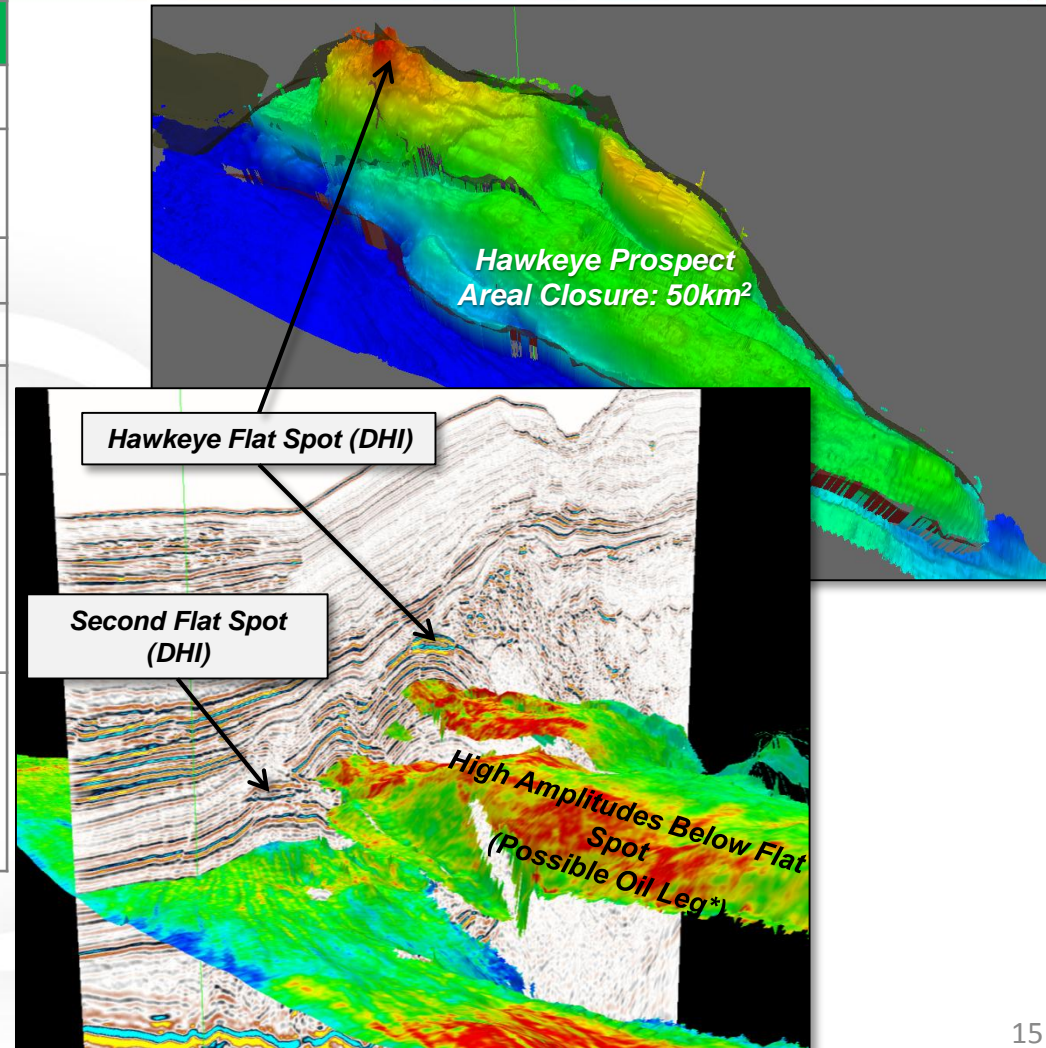 Hawkeye Prospect
Areal Closure: 50km²
Hawkeye Flat Spot (DHI)
Second Flat Spot
(DHI)
High Amplitudes Below Flat
Spot
(Possible Oil Leg*)
15